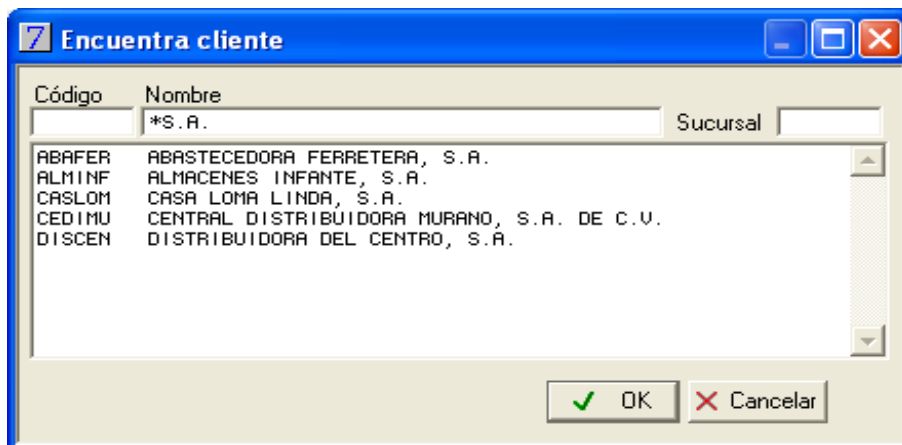 7 Encuentra cliente
Código Nombre
*S.A. Sucursal
ABAFER ABASTECEDORA FERRETERA, S.A.
ALMINF ALMACENES INFANTE, S.A.
CASLOM CASA LOMA LINDA, S.A.
CEDIMU CENTRAL DISTRIBUIDORA MURANO, S.A. DE C.V.
DISCEN DISTRIBUIDORA DEL CENTRO, S.A.
OK Cancelar